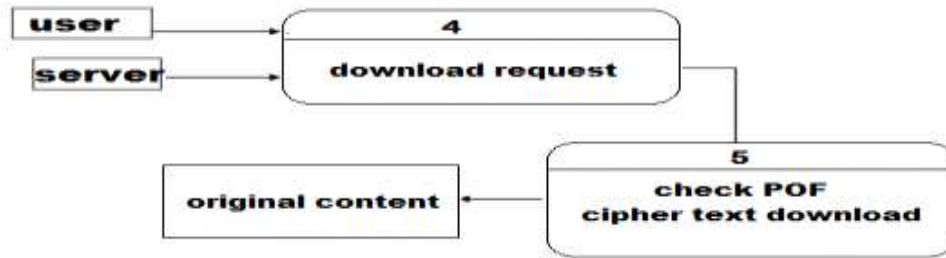 user
4
server
download request
5
check POF
cipher text download
original content